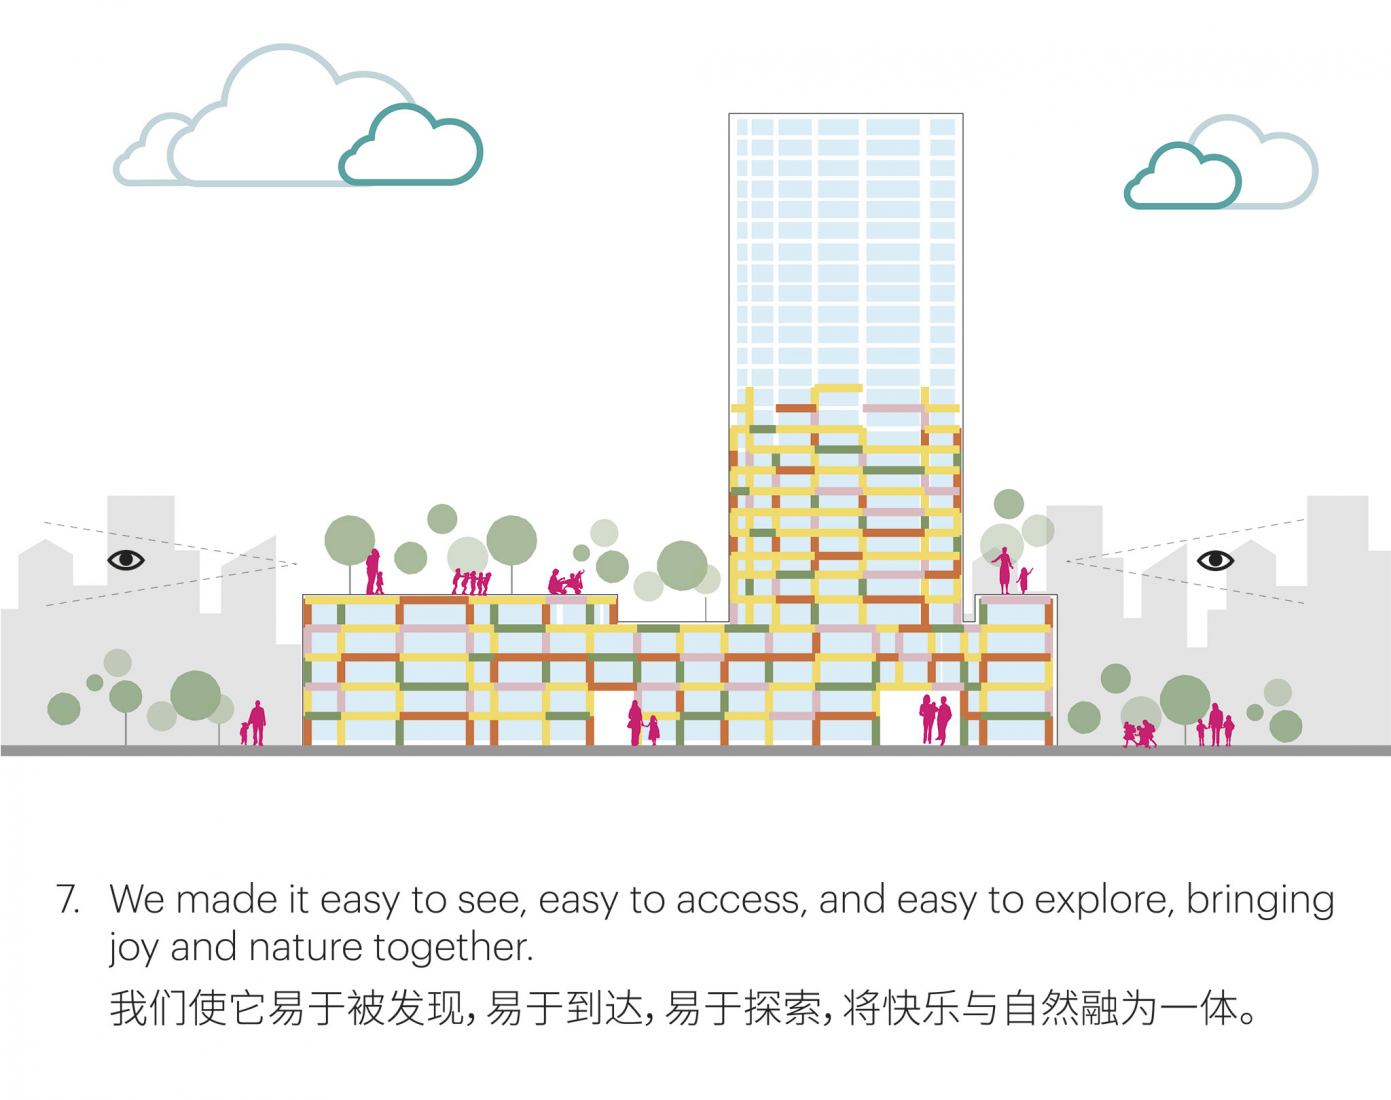 7. We made it easy to see, easy to access, and easy to explore, bringing
joy and nature together.
我们使它易于被发现，易于到达，易于探索，将快乐与自然融为一体。